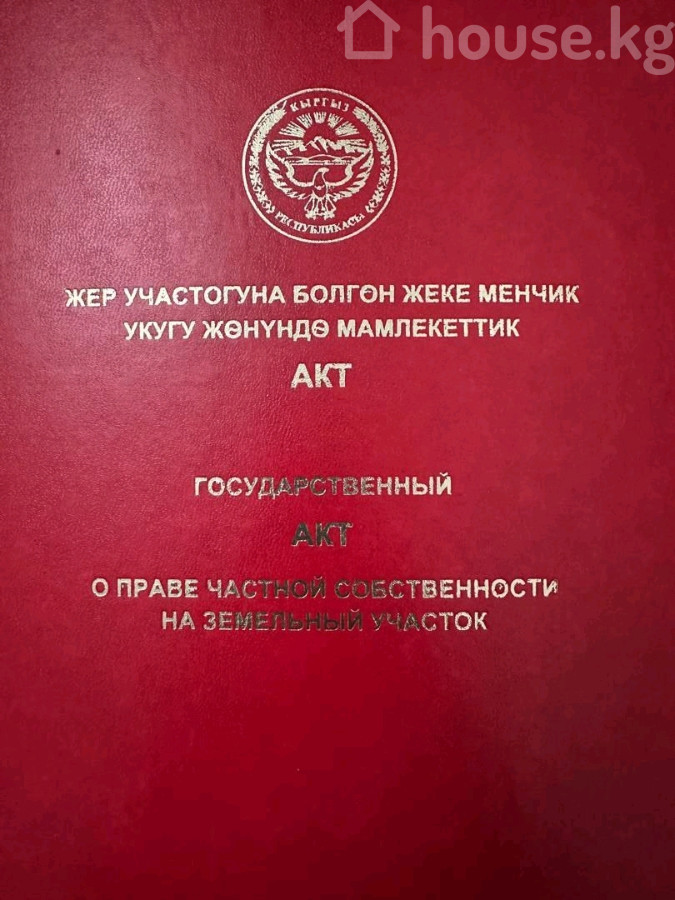 house.kg
КЫРГЫЗ
РЕСПУБЛИКАСЫ
ЖЕР УЧАСТОГУНА БОЛГӨН ЖЕКЕ МЕНЧИК
УКУГУ ЖӨНҮНДӨ МАМЛЕКЕТТИК
АКТ
ГОСУДАРСТВЕННЫЙ
АКТ
О ПРАВЕ ЧАСТНОЙ СОБСТВЕННОСТИ
НА ЗЕМЕЛЬНЫЙ УЧАСТОК